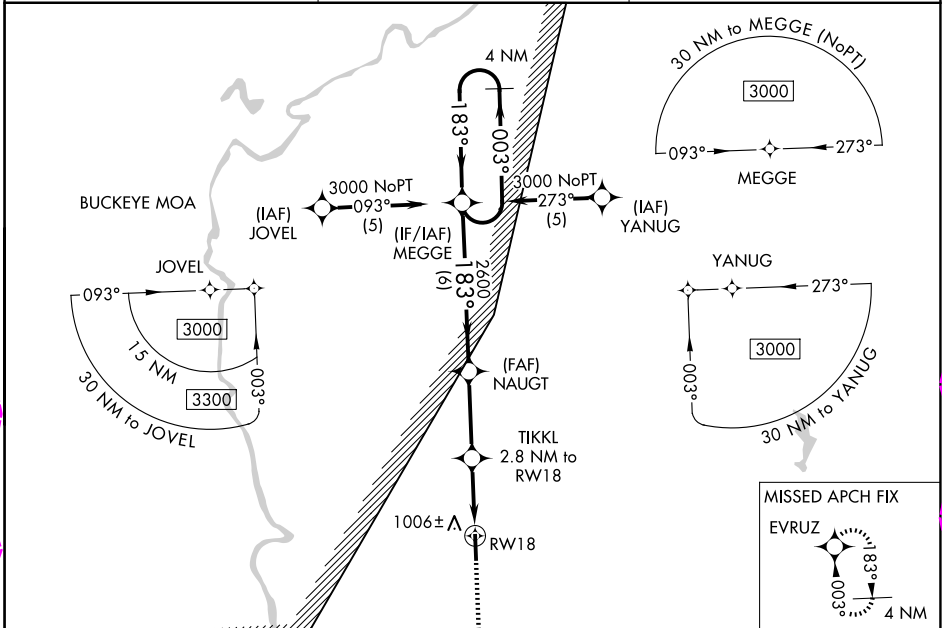 4 NM
183°
003°
30 NM to MEGGE (NoPT)
3000
093°
273°
MEGGE
BUCKEYE MOA
(IAF)
JOVEL
3000 NoPT
093°
(5)
(IF/IAF)
MEGGE
3000 NoPT
273°
(5)
(IAF)
YANUG
2600
183°
(6)
JOVEL
093°
3000
15 NM
3300
003°
30 NM to JOVEL
YANUG
273°
3000
003°
30 NM to YANUG
(FAF)
NAUGT
TIKKL
2.8 NM to
RW18
1006±
RW18
MISSED APCH FIX
EVRUZ
183°
003°
4 NM